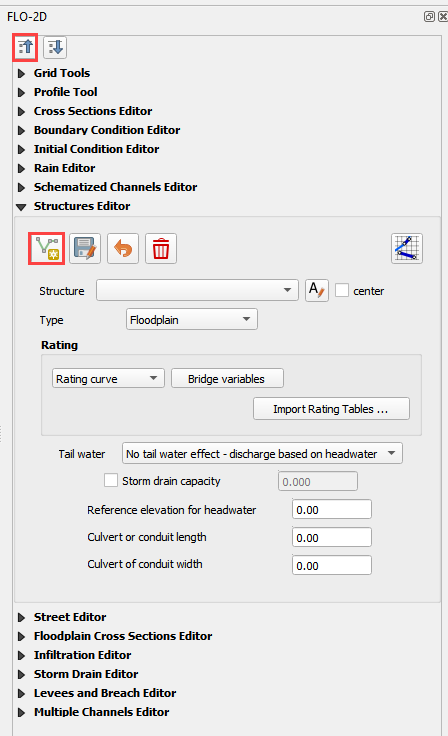 FLO-2D
Grid Tools
Profile Tool
Cross Sections Editor
Boundary Condition Editor
Initial Condition Editor
Rain Editor
Schematized Channels Editor
Structures Editor
Structure A center
Type Floodplain
Rating
Rating curve Bridge variables
Import Rating Tables ...
Tail water No tail water effect - discharge based on headwater
Storm drain capacity 0.000
Reference elevation for headwater 0.00
Culvert or conduit length 0.00
Culvert of conduit width 0.00
Street Editor
Floodplain Cross Sections Editor
Infiltration Editor
Storm Drain Editor
Levees and Breach Editor
Multiple Channels Editor